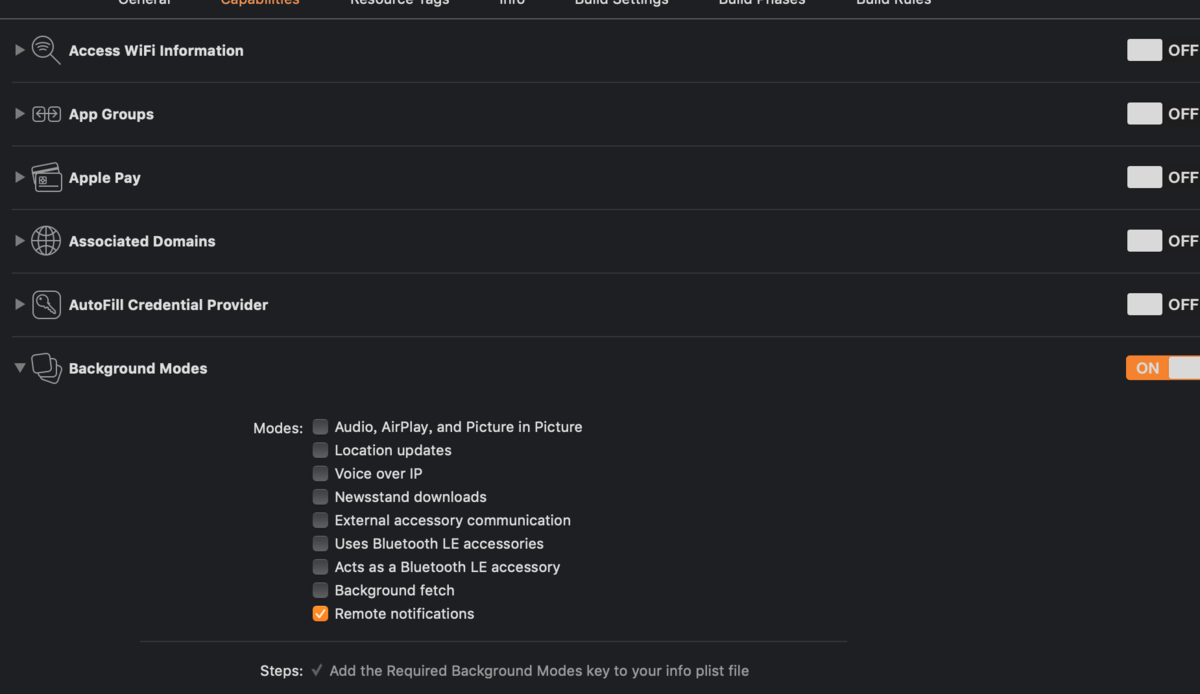 General Capabilities Resource Tags Info Build Settings Build Phases Build Rules
Access WiFi Information OFF
App Groups OFF
Apple Pay OFF
Associated Domains OFF
AutoFill Credential Provider OFF
Background Modes ON
Modes: Audio, AirPlay, and Picture in Picture
Location updates
Voice over IP
Newsstand downloads
External accessory communication
Uses Bluetooth LE accessories
Acts as a Bluetooth LE accessory
Background fetch
Remote notifications
Steps: Add the Required Background Modes key to your info plist file